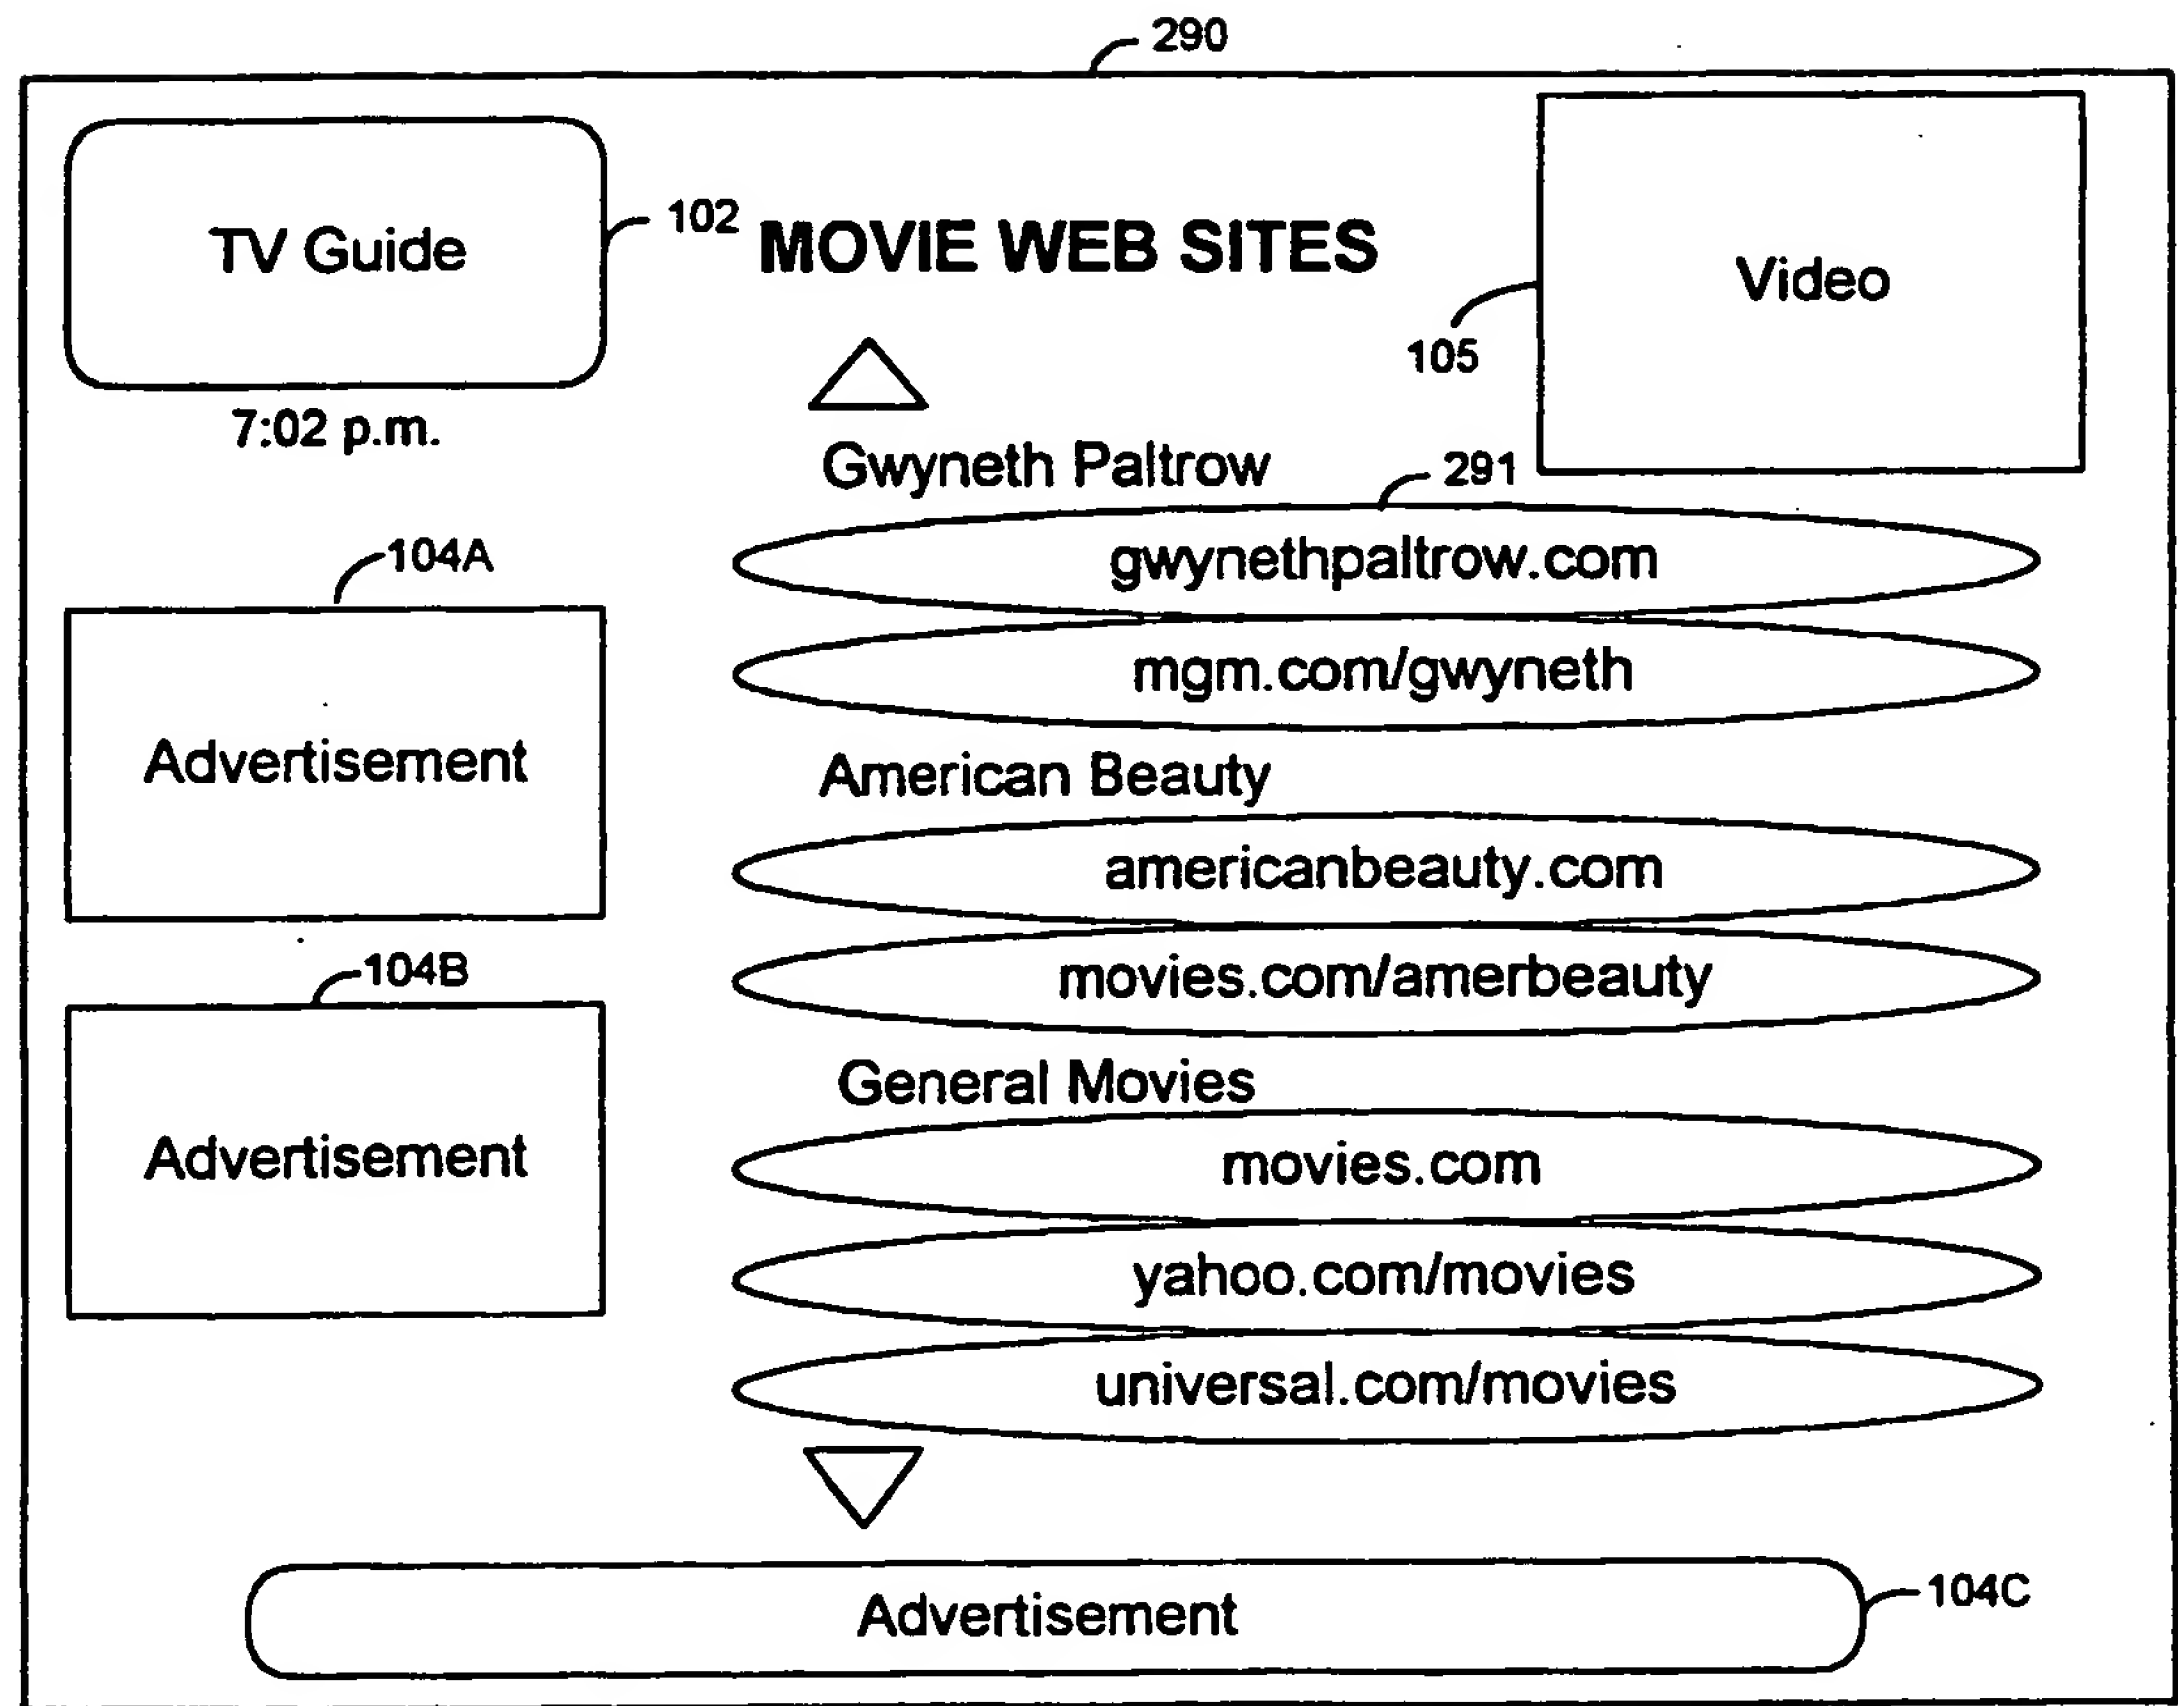 290
TV Guide
102
MOVIE WEB SITES
Video
105
7:02 p.m.
Gwyneth Paltrow
291
gwynethpaltrow.com
104A
mgm.com/gwyneth
Advertisement
American Beauty
americanbeauty.com
104B
movies.com/amerbeauty
General Movies
Advertisement
movies.com
yahoo.com/movies
universal.com/movies
Advertisement
104C